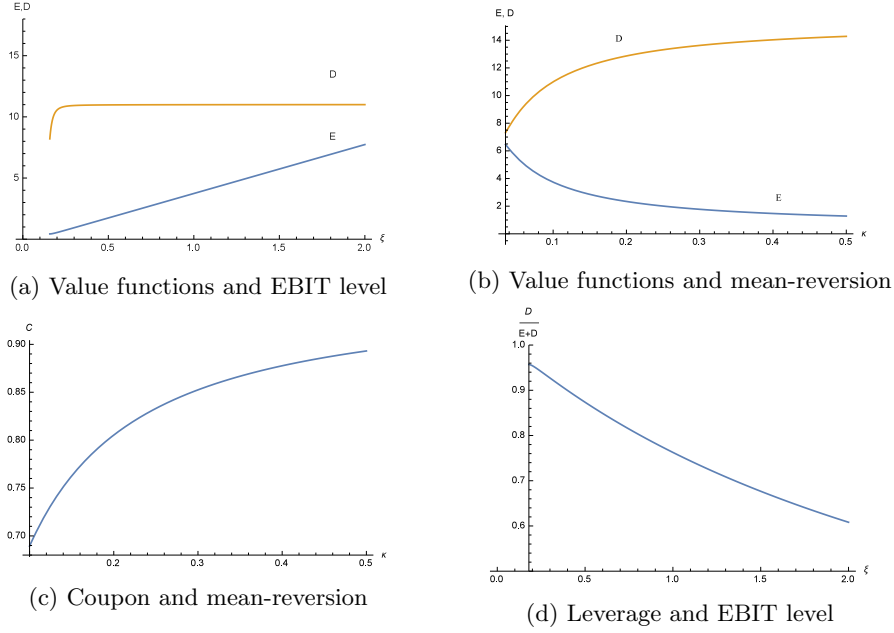 E,D
15
10
5
0.0 0.5 1.0 1.5 2.0 ξ
D
E
(a) Value functions and EBIT level
E, D
14
12
10
8
6
4
2
0.1 0.2 0.3 0.4 0.5 κ
D
E
(b) Value functions and mean-reversion
C
0.90
0.85
0.80
0.75
0.70
0.2 0.3 0.4 0.5 κ
(c) Coupon and mean-reversion
D
E+D
1.0
0.9
0.8
0.7
0.6
0.0 0.5 1.0 1.5 2.0 ξ
(d) Leverage and EBIT level